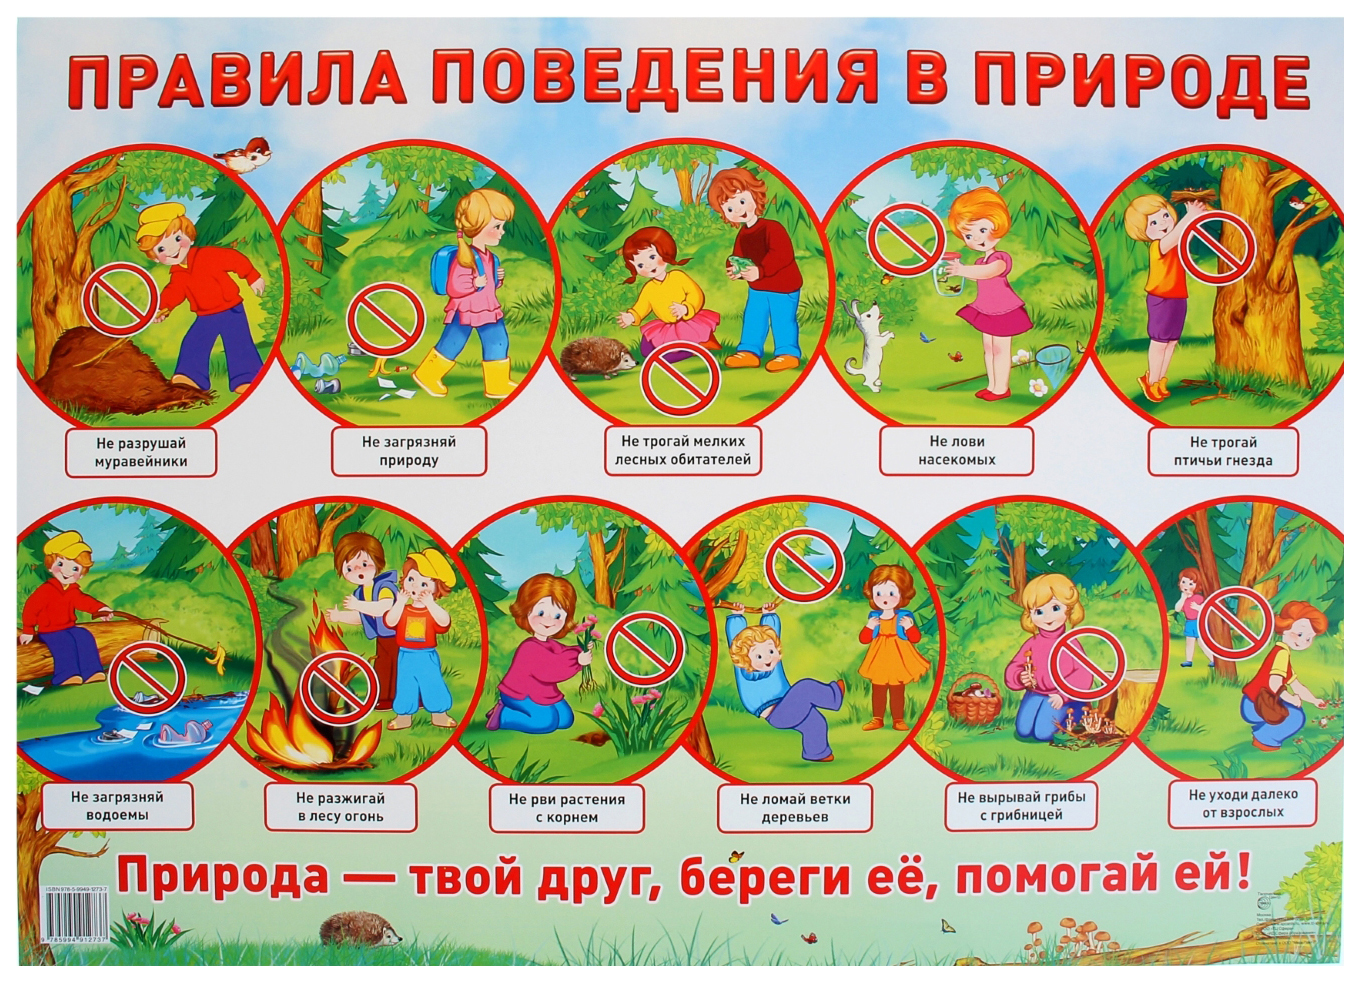 ПРАВИЛА ПОВЕДЕНИЯ В ПРИРОДЕ
Не разрушай
муравейники
Не загрязняй
природу
Не трогай мелких
лесных обитателей
Не лови
насекомых
Не трогай
птичьи гнезда
Не загрязняй
водоемы
Не разжигай
в лесу огонь
Не рви растения
с корнем
Не ломай ветки
деревьев
Не вырывай грибы
с грибницей
Не уходи далеко
от взрослых
Природа — твой друг, береги её, помогай ей!
ISBN 978-5-9949-1273-7
9 785994 912737